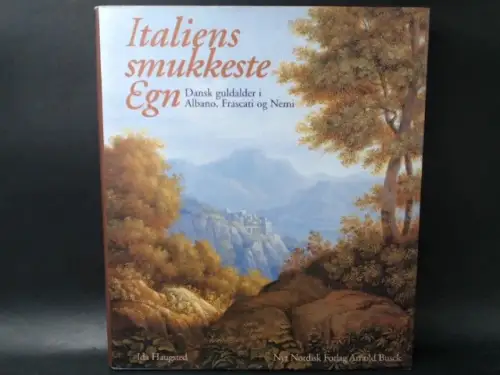 Italiens
smukkeste
Egn
Dansk guldalder i
Albano, Frascati og Nemi
Ida Haugsted
Nyt Nordisk Forlag Arnold Busck